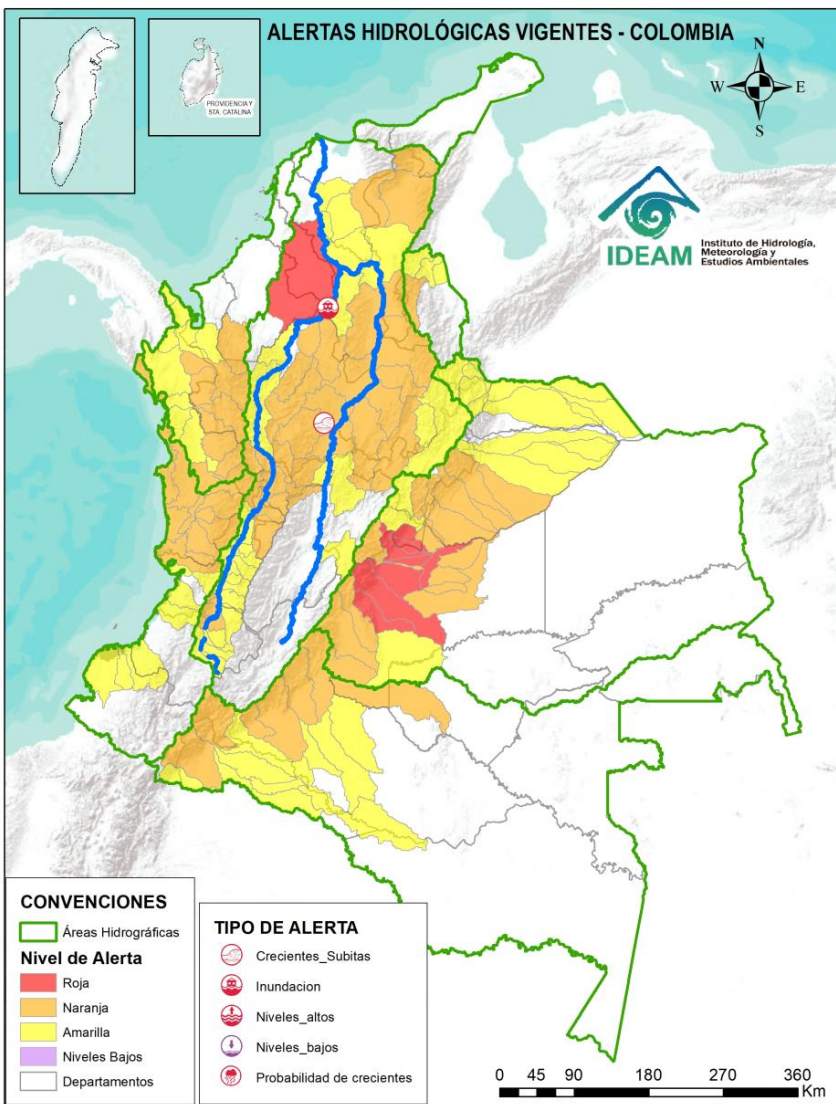 ALERTAS HIDROLÓGICAS VIGENTES - COLOMBIA
PROVIDENCIA Y
STA. CATALINA
N
W
E
S
IDEAM
Instituto de Hidrología,
Meteorología y
Estudios Ambientales
CONVENCIONES
Áreas Hidrográficas
Nivel de Alerta
Roja
Naranja
Amarilla
Niveles Bajos
Departamentos
TIPO DE ALERTA
Crecientes_Subitas
Inundacion
Niveles_altos
Niveles_bajos
Probabilidad de crecientes
0 45 90 180 270 360
Km